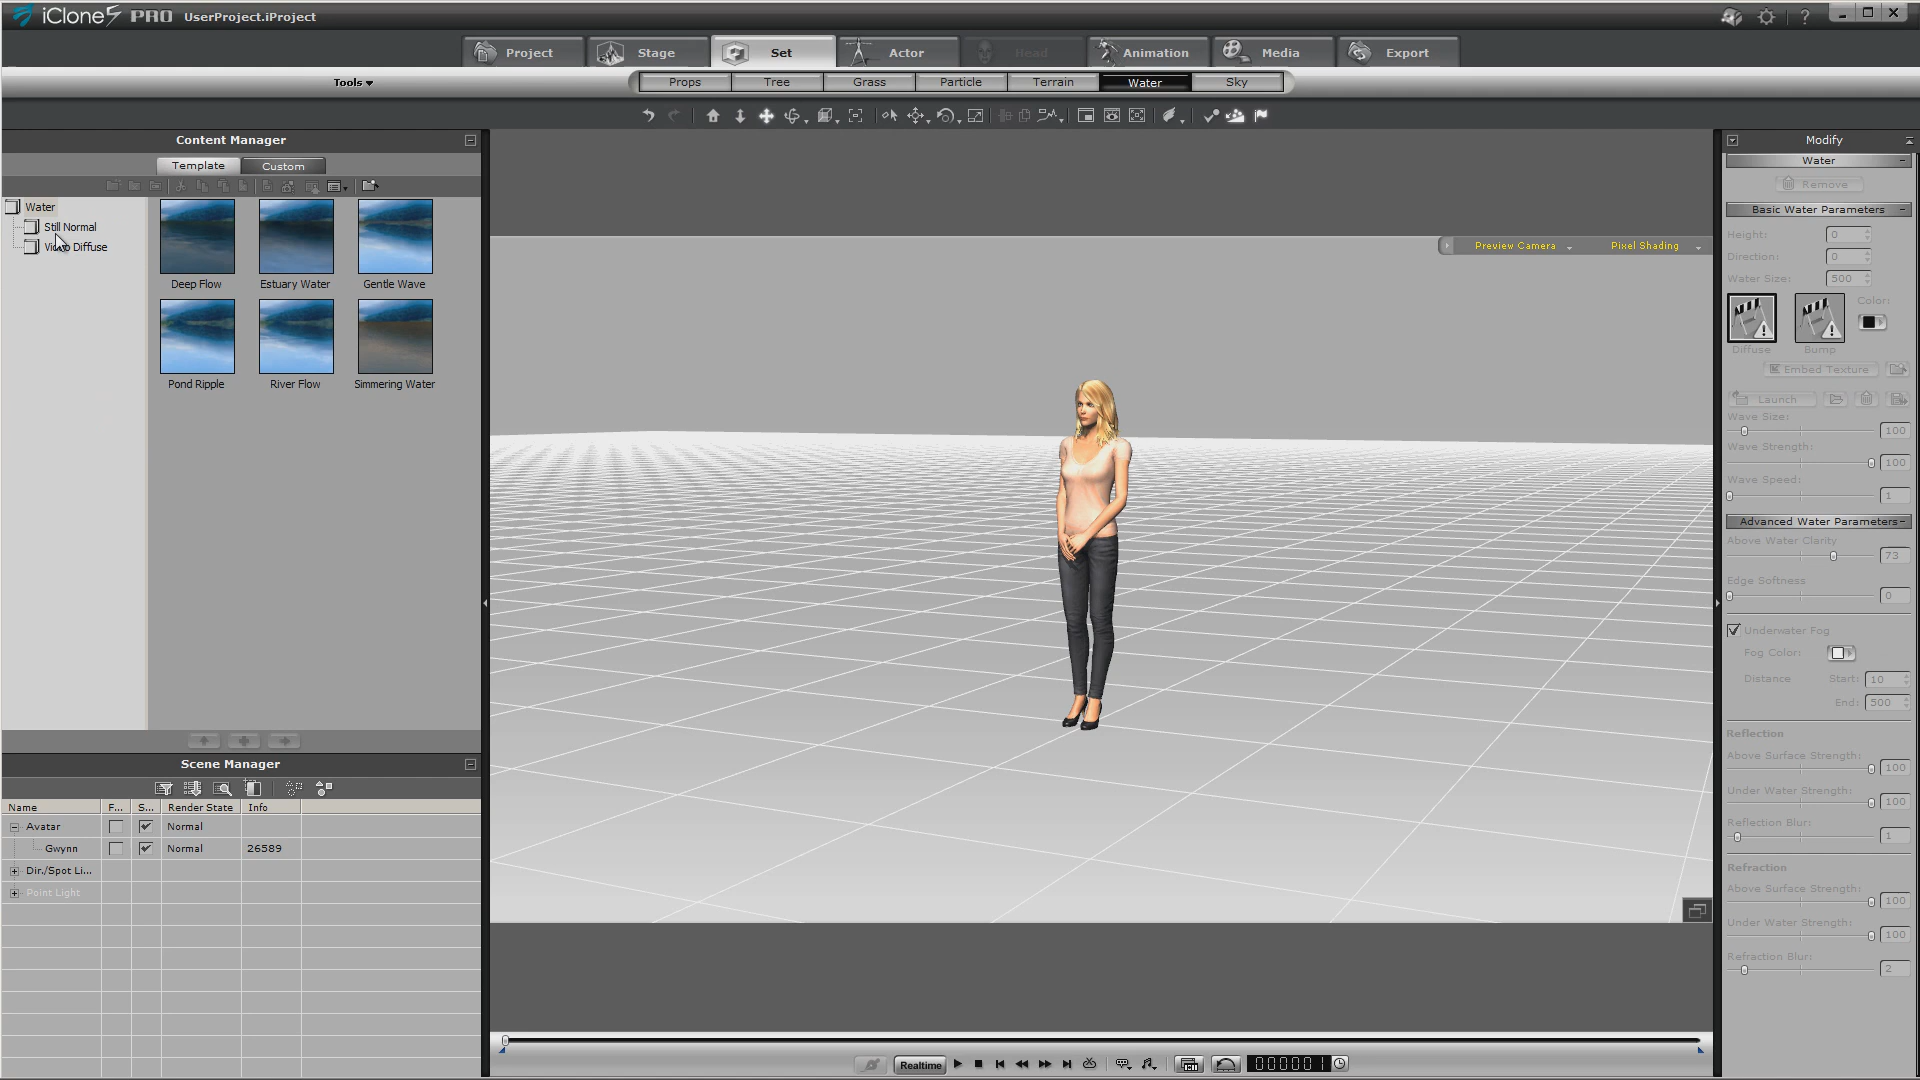 iClone5 PRO UserProject.iProject
?
Project Stage Set Actor Head Animation Media Export
Tools
Props Tree Grass Particle Terrain Water Sky
Content Manager
Template Custom
Water
Still Normal
Video Diffuse
Deep Flow Estuary Water Gentle Wave
Pond Ripple River Flow Simmering Water
Scene Manager
Name F... S... Render State Info
Avatar Normal
Gwynn Normal 26589
Dir./Spot Li...
Point Light
Preview Camera Pixel Shading
Realtime 000000 1
Modify
Water
Remove
Basic Water Parameters
Height: 0
Direction: 0
Water Size: 500
Color:
Diffuse Bump
Embed Texture
Launch
Wave Size:
100
Wave Strength:
100
Wave Speed:
1
Advanced Water Parameters
Above Water Clarity
73
Edge Softness
0
Underwater Fog
Fog Color:
Distance Start: 10
End: 500
Reflection
Above Surface Strength:
100
Under Water Strength:
100
Reflection Blur:
1
Refraction
Above Surface Strength:
100
Under Water Strength:
100
Refraction Blur:
2